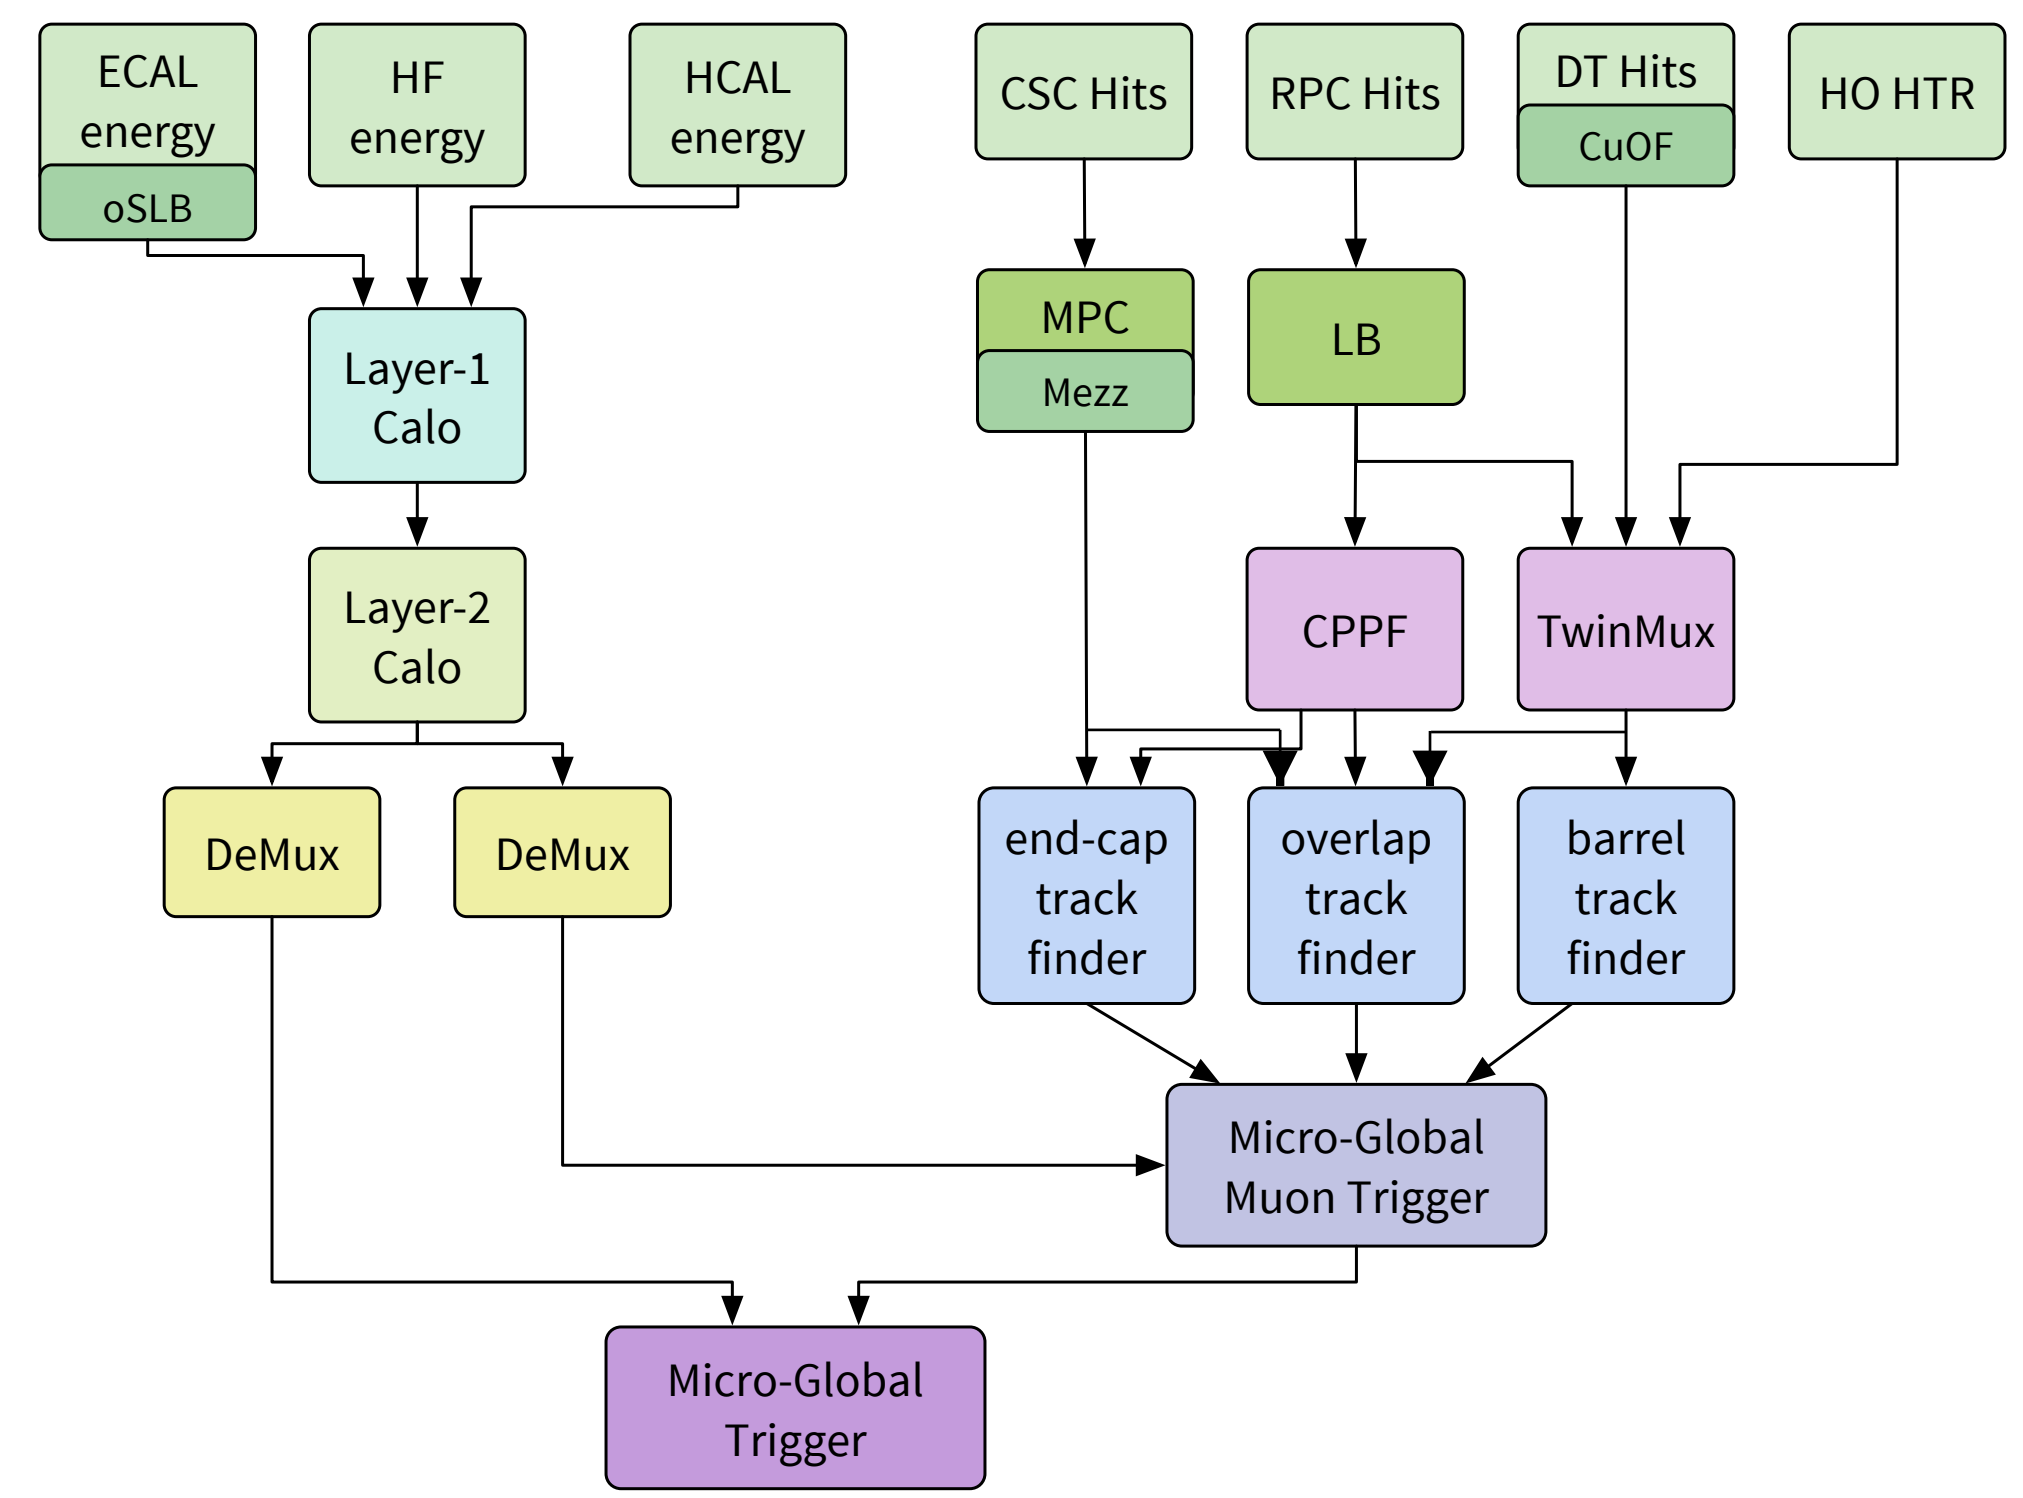 ECAL
energy
oSLB
HF
energy
HCAL
energy
CSC Hits
RPC Hits
DT Hits
CuOF
HO HTR
Layer-1
Calo
MPC
Mezz
LB
Layer-2
Calo
CPPF
TwinMux
DeMux
DeMux
end-cap
track
finder
overlap
track
finder
barrel
track
finder
Micro-Global
Muon Trigger
Micro-Global
Trigger